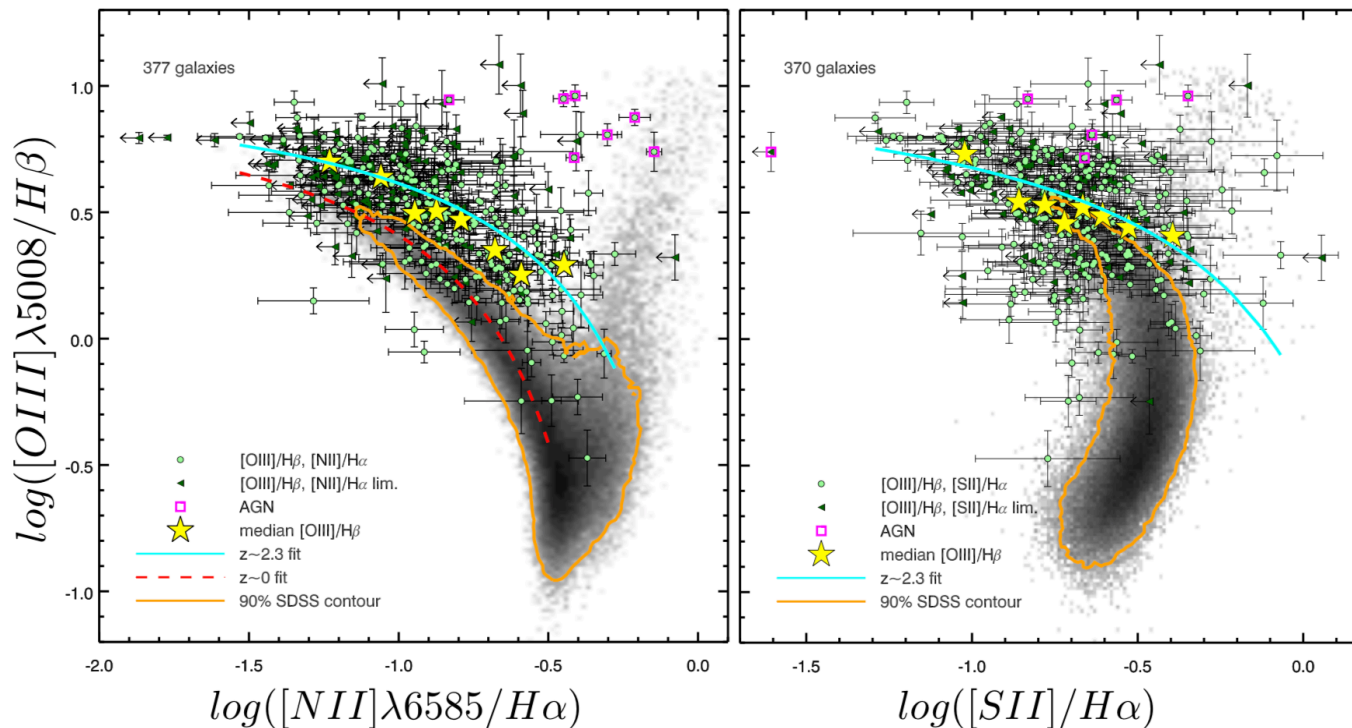 377 galaxies
[OIII]/Hβ, [NII]/Hα
[OIII]/Hβ, [NII]/Hα lim.
AGN
median [OIII]/Hβ
z~2.3 fit
z~0 fit
90% SDSS contour
1.0
0.5
0.0
-0.5
-1.0
log([OIII]λ5008/Hβ)
-2.0 -1.5 -1.0 -0.5 0.0
log([NII]λ6585/Hα)
370 galaxies
[OIII]/Hβ, [SII]/Hα
[OIII]/Hβ, [SII]/Hα lim.
AGN
median [OIII]/Hβ
z~2.3 fit
90% SDSS contour
-1.5 -1.0 -0.5 0.0
log([SII]/Hα)